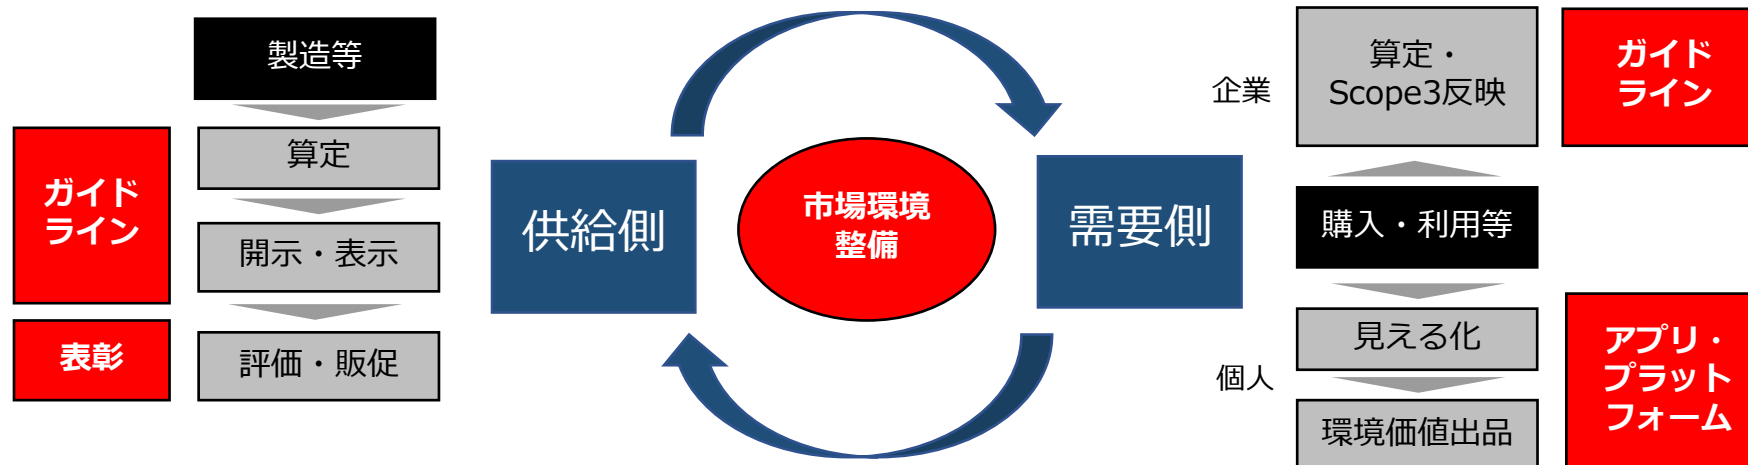 製造等
算定
開示・表示
評価・販促
ガイド
ライン
表彰
供給側
市場環境
整備
需要側
企業
算定・
Scope3反映
ガイド
ライン
購入・利用等
個人
見える化
環境価値出品
アプリ・
プラット
フォーム